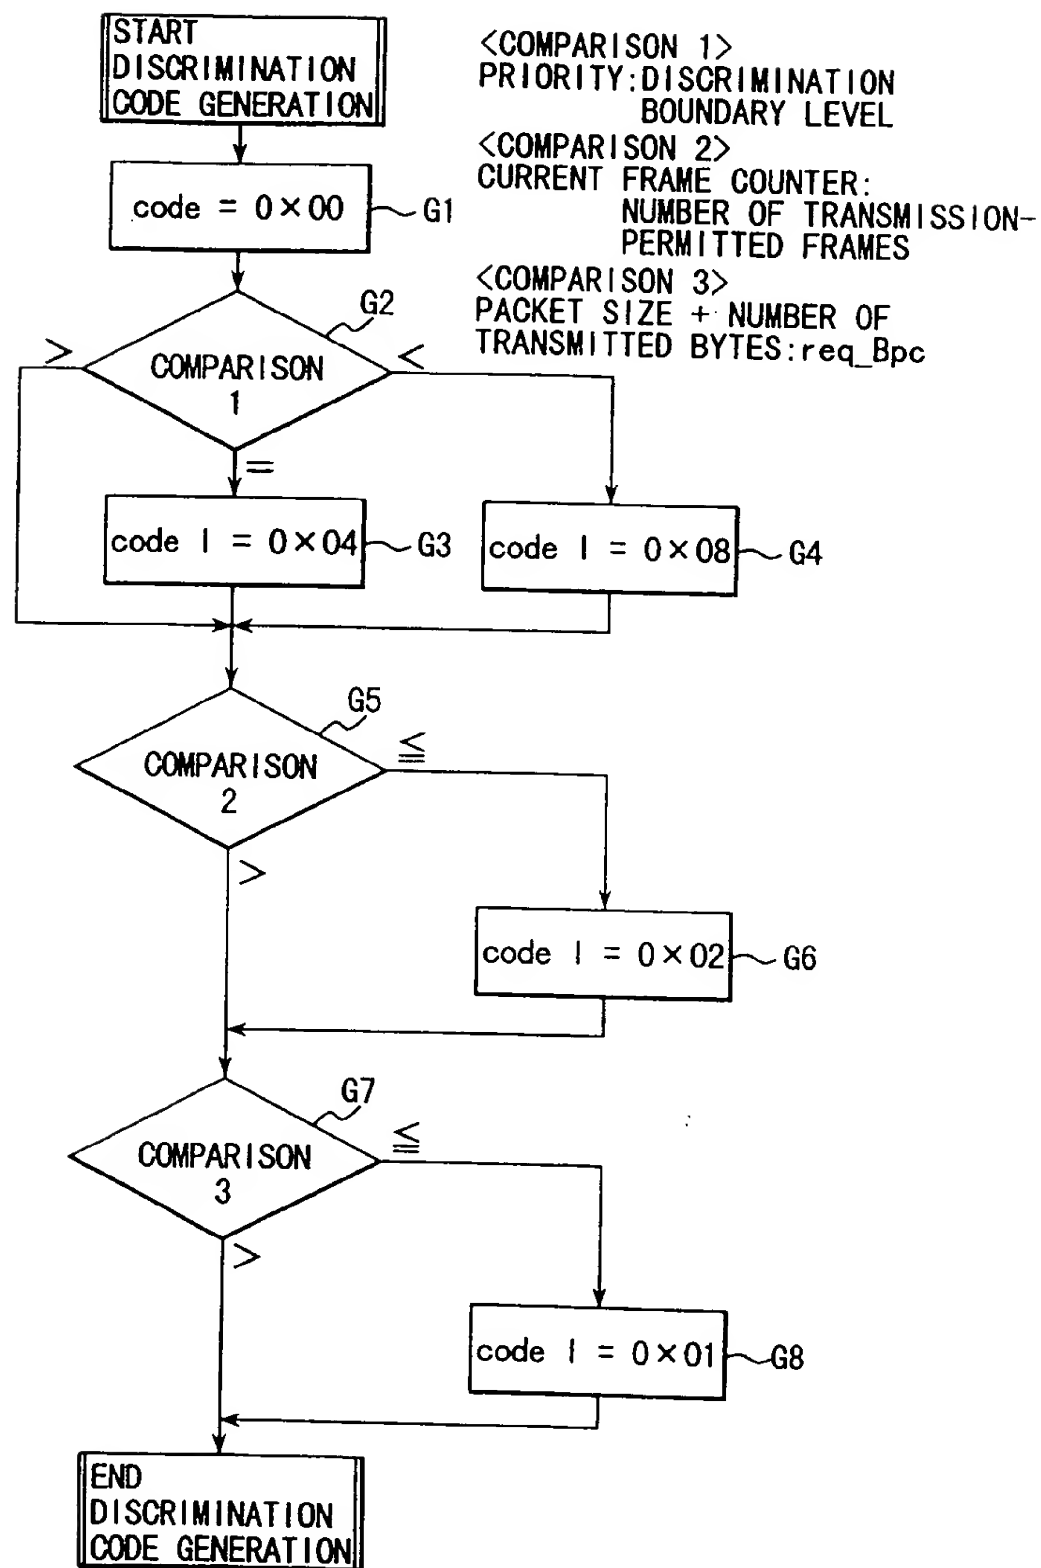 START
DISCRIMINATION
CODE GENERATION
<COMPARISON 1>
PRIORITY:DISCRIMINATION
BOUNDARY LEVEL
<COMPARISON 2>
CURRENT FRAME COUNTER:
NUMBER OF TRANSMISSION-
PERMITTED FRAMES
<COMPARISON 3>
PACKET SIZE + NUMBER OF
TRANSMITTED BYTES:req_Bpc
code = 0×00
G1
G2
>
COMPARISON
1
<
=
code | = 0×04
G3
code | = 0×08
G4
G5
COMPARISON
2
≦
>
code | = 0×02
G6
G7
COMPARISON
3
≦
>
code | = 0×01
G8
END
DISCRIMINATION
CODE GENERATION